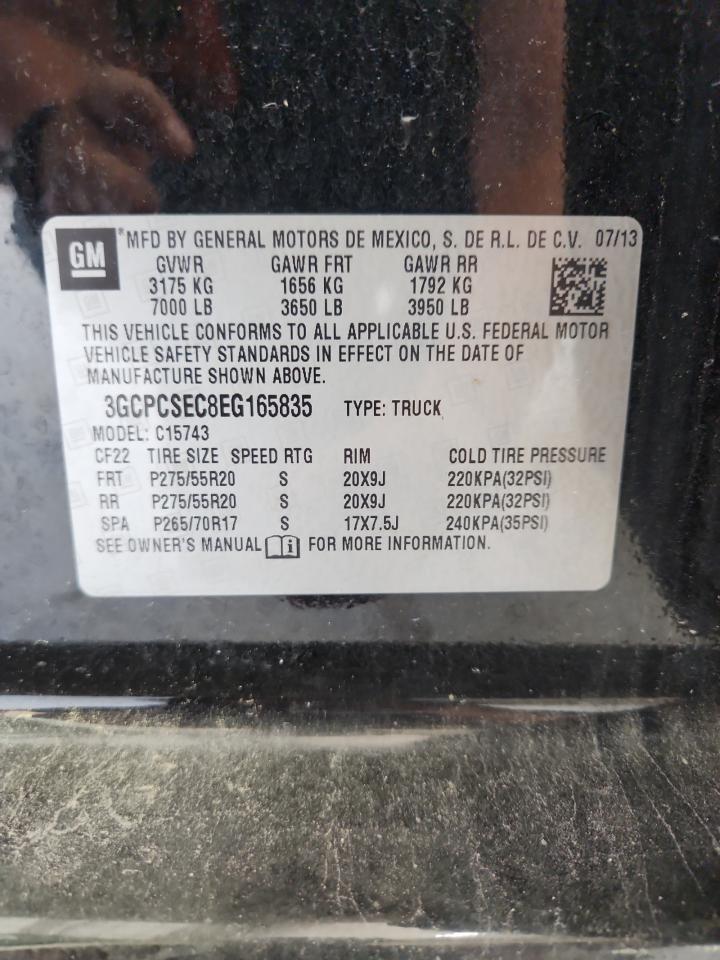 GM *MFD BY GENERAL MOTORS DE MEXICO, S. DE R.L. DE C.V. 07/13
GVWR GAWR FRT GAWR RR
3175 KG 1656 KG 1792 KG
7000 LB 3650 LB 3950 LB
THIS VEHICLE CONFORMS TO ALL APPLICABLE U.S. FEDERAL MOTOR
VEHICLE SAFETY STANDARDS IN EFFECT ON THE DATE OF
MANUFACTURE SHOWN ABOVE.
3GCPCSEC8EG165835 TYPE: TRUCK
MODEL: C15743
CF22 TIRE SIZE SPEED RTG RIM COLD TIRE PRESSURE
FRT P275/55R20 S 20X9J 220KPA(32PSI)
RR P275/55R20 S 20X9J 220KPA(32PSI)
SPA P265/70R17 S 17X7.5J 240KPA(35PSI)
SEE OWNER'S MANUAL i FOR MORE INFORMATION.